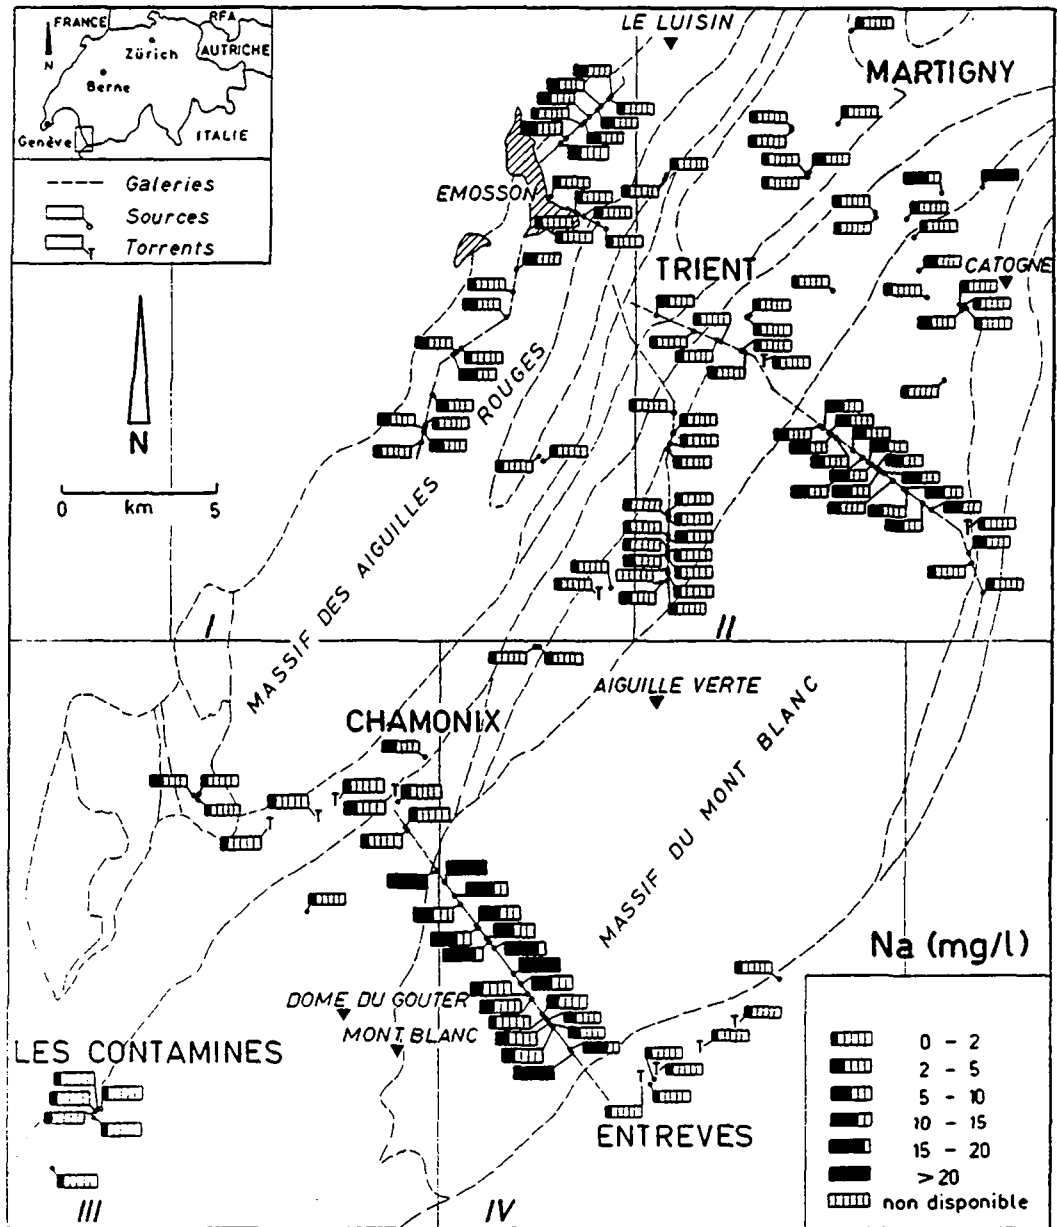 FRANCE
RFA
AUTRICHE
Zürich
N
Berne
Genève
ITALIE
Galeries
Sources
Torrents
LE LUISIN
MARTIGNY
EMOSSON
TRIENT
CATOGNE
N
0 km 5
MASSIF DES AIGUILLES ROUGES
I
II
AIGUILLE VERTE
CHAMONIX
MASSIF DU MONT BLANC
Na (mg/l)
DOME DU GOUTER
MONT BLANC
LES CONTAMINES
ENTREVES
0 - 2
2 - 5
5 - 10
10 - 15
15 - 20
>20
non disponible
III
IV